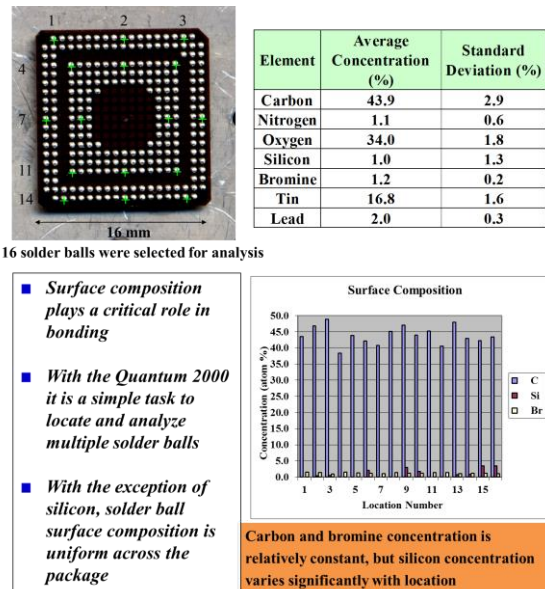 1 2 3
4
7
11
14
16 mm
16 solder balls were selected for analysis
Element Average Concentration (%) Standard Deviation (%)
Carbon 43.9 2.9
Nitrogen 1.1 0.6
Oxygen 34.0 1.8
Silicon 1.0 1.3
Bromine 1.2 0.2
Tin 16.8 1.6
Lead 2.0 0.3
Surface composition
plays a critical role in
bonding
With the Quantum 2000
it is a simple task to
locate and analyze
multiple solder balls
With the exception of
silicon, solder ball
surface composition is
uniform across the
package
Surface Composition
Concentration (atom %)
50.0
45.0
40.0
35.0
30.0
25.0
20.0
15.0
10.0
5.0
0.0
1 3 5 7 9 11 13 15
Location Number
C
Si
Br
Carbon and bromine concentration is
relatively constant, but silicon concentration
varies significantly with location